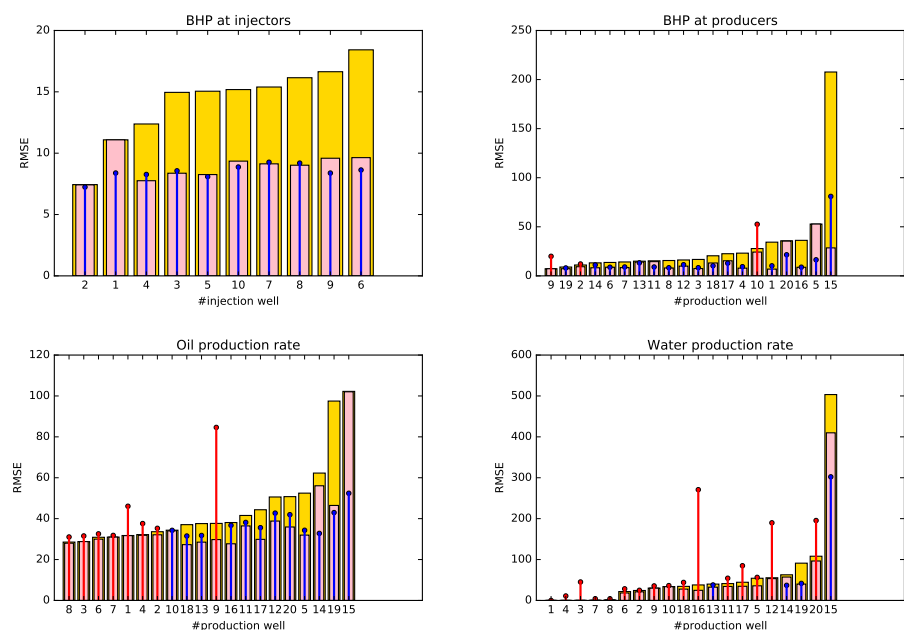 BHP at injectors
20
15
10
5
0
RMSE
2 1 4 3 5 10 7 8 9 6
#injection well
BHP at producers
250
200
150
100
50
0
RMSE
9 19 2 14 6 7 13 11 8 12 3 18 17 4 10 1 20 16 5 15
#production well
Oil production rate
120
100
80
60
40
20
0
RMSE
8 3 6 7 1 4 2 10 18 13 9 16 11 17 12 20 5 14 19 15
#production well
Water production rate
600
500
400
300
200
100
0
RMSE
1 4 3 7 8 6 2 9 10 18 16 13 11 17 5 12 14 19 20 15
#production well